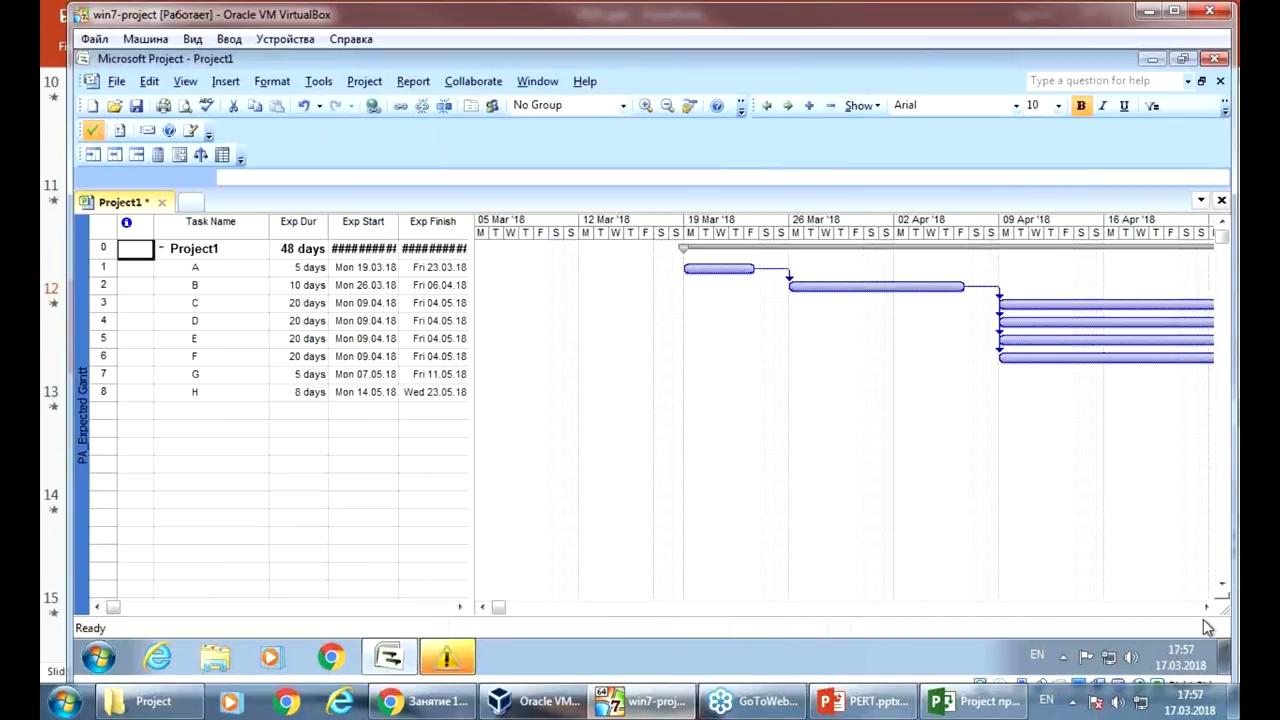 win7-project [Работает] - Oracle VM VirtualBox
Файл Машина Вид Ввод Устройства Справка
Microsoft Project - Project1
File Edit View Insert Format Tools Project Report Collaborate Window Help
Type a question for help
No Group
Show
Arial
10
B I U
Project1 *
Task Name Exp Dur Exp Start Exp Finish
05 Mar '18 12 Mar '18 19 Mar '18 26 Mar '18 02 Apr '18 09 Apr '18 16 Apr '18
M T W T F S S M T W T F S S M T W T F S S M T W T F S S M T W T F S S M T W T F S S M T W T F S
0 - Project1 48 days ########## ##########
1 A 5 days Mon 19.03.18 Fri 23.03.18
2 B 10 days Mon 26.03.18 Fri 06.04.18
3 C 20 days Mon 09.04.18 Fri 04.05.18
4 D 20 days Mon 09.04.18 Fri 04.05.18
5 E 20 days Mon 09.04.18 Fri 04.05.18
6 F 20 days Mon 09.04.18 Fri 04.05.18
7 G 5 days Mon 07.05.18 Fri 11.05.18
8 H 8 days Mon 14.05.18 Wed 23.05.18
PA_Expected Gantt
10
11
12
13
14
15
Ready
EN
17:57
17.03.2018
Slid
Project
Занятие 1...
Oracle VM...
win7-proj...
GoToWeb...
PERT.pptx...
Project пр...
EN
17:57
17.03.2018